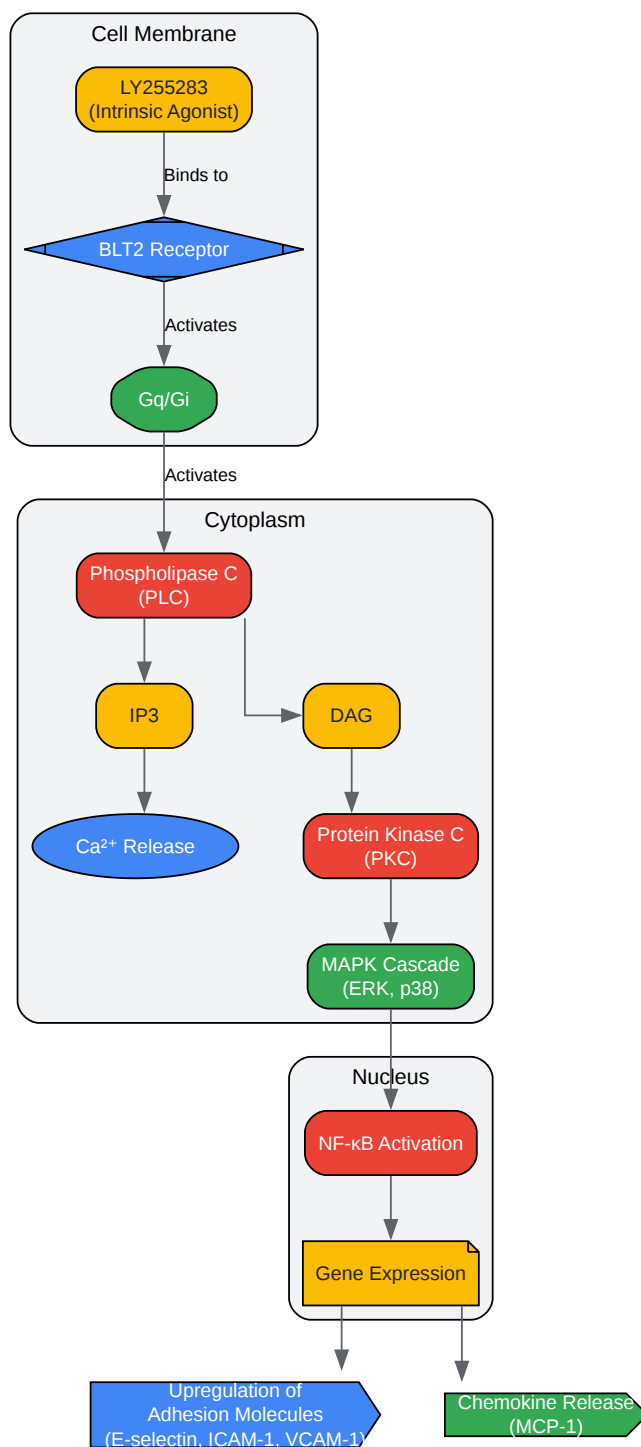 Cell Membrane
LY255283
(Intrinsic Agonist)
Binds to
BLT2 Receptor
Activates
Gq/Gi
Activates
Cytoplasm
Phospholipase C
(PLC)
IP3
DAG
Ca²⁺ Release
Protein Kinase C
(PKC)
MAPK Cascade
(ERK, p38)
Nucleus
NF-κB Activation
Gene Expression
Upregulation of
Adhesion Molecules
(E-selectin, ICAM-1, VCAM-1)
Chemokine Release
(MCP-1)